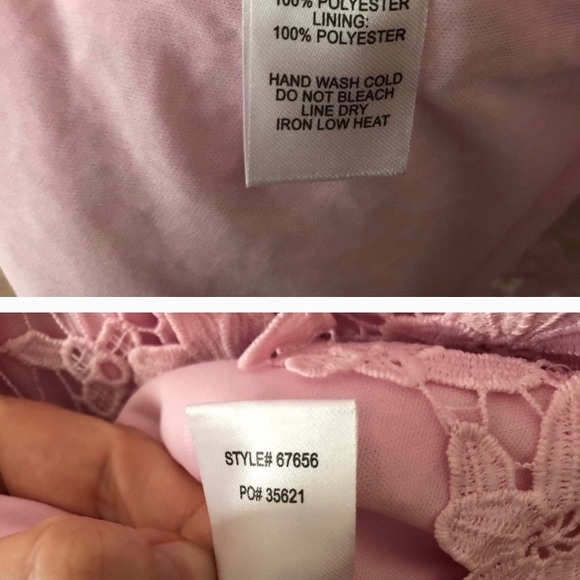 100% POLYESTER
LINING:
100% POLYESTER
HAND WASH COLD
DO NOT BLEACH
LINE DRY
IRON LOW HEAT
STYLE# 67656
PO# 35621